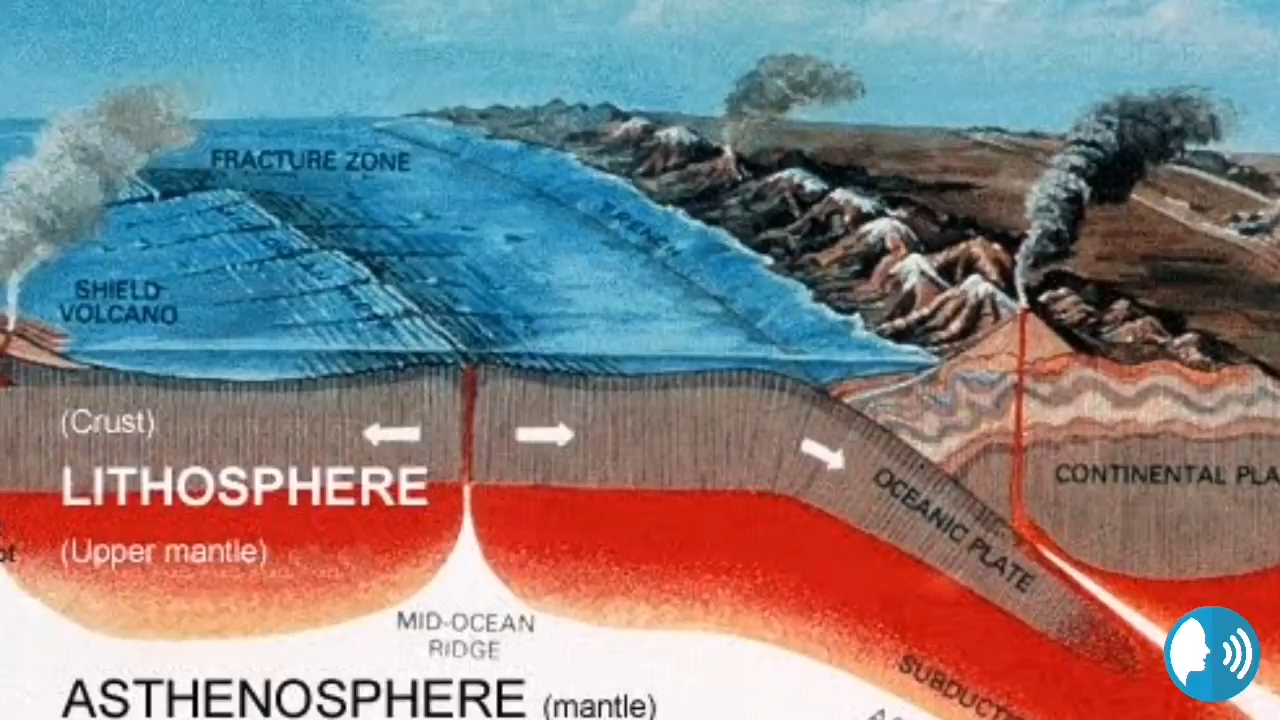 FRACTURE ZONE
TRENCH
SHIELD
VOLCANO
(Crust)
LITHOSPHERE
CONTINENTAL PLA
OCEANIC PLATE
(Upper mantle)
MID-OCEAN
RIDGE
SUBDUCT
ASTHENOSPHERE (mantle)